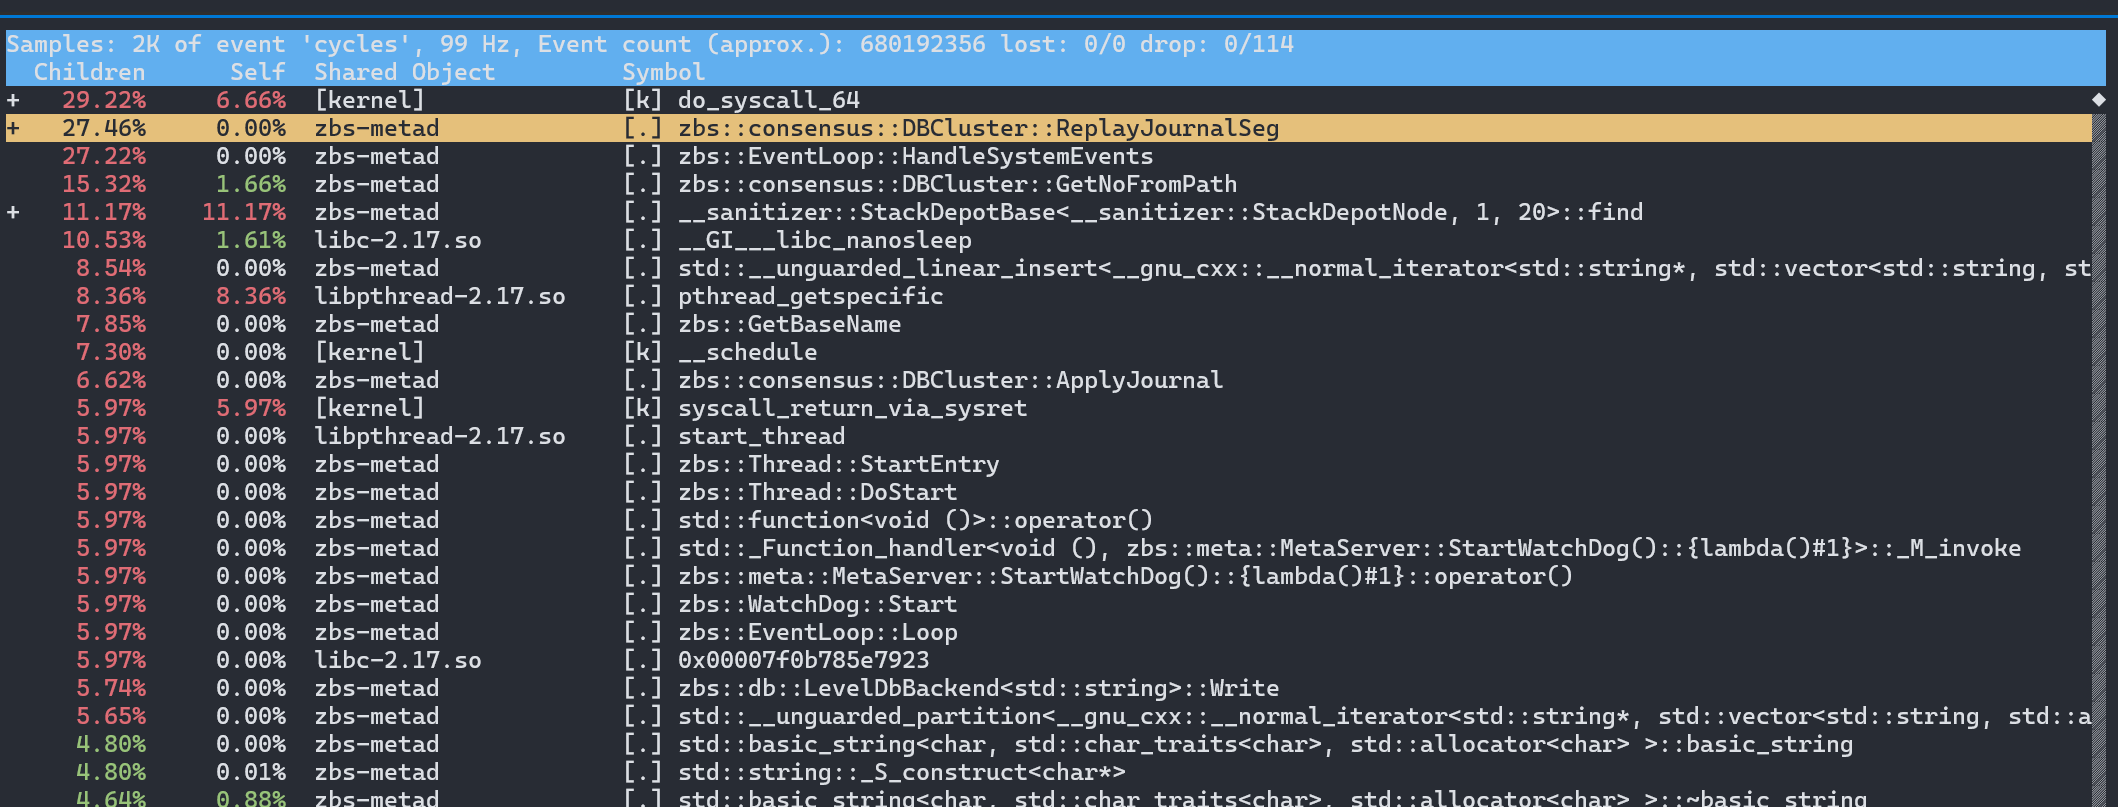 Samples: 2K of event 'cycles', 99 Hz, Event count (approx.): 680192356 lost: 0/0 drop: 0/114
Children Self Shared Object Symbol
+ 29.22% 6.66% [kernel] [k] do_syscall_64
+ 27.46% 0.00% zbs-metad [.] zbs::consensus::DBCluster::ReplayJournalSeg
27.22% 0.00% zbs-metad [.] zbs::EventLoop::HandleSystemEvents
15.32% 1.66% zbs-metad [.] zbs::consensus::DBCluster::GetNoFromPath
+ 11.17% 11.17% zbs-metad [.] __sanitizer::StackDepotBase<__sanitizer::StackDepotNode, 1, 20>::find
10.53% 1.61% libc-2.17.so [.] __GI___libc_nanosleep
8.54% 0.00% zbs-metad [.] std::__unguarded_linear_insert<__gnu_cxx::__normal_iterator<std::string*, std::vector<std::string, st
8.36% 8.36% libpthread-2.17.so [.] pthread_getspecific
7.85% 0.00% zbs-metad [.] zbs::GetBaseName
7.30% 0.00% [kernel] [k] __schedule
6.62% 0.00% zbs-metad [.] zbs::consensus::DBCluster::ApplyJournal
5.97% 5.97% [kernel] [k] syscall_return_via_sysret
5.97% 0.00% libpthread-2.17.so [.] start_thread
5.97% 0.00% zbs-metad [.] zbs::Thread::StartEntry
5.97% 0.00% zbs-metad [.] zbs::Thread::DoStart
5.97% 0.00% zbs-metad [.] std::function<void ()>::operator()
5.97% 0.00% zbs-metad [.] std::_Function_handler<void (), zbs::meta::MetaServer::StartWatchDog()::{lambda()#1}>::_M_invoke
5.97% 0.00% zbs-metad [.] zbs::meta::MetaServer::StartWatchDog()::{lambda()#1}::operator()
5.97% 0.00% zbs-metad [.] zbs::WatchDog::Start
5.97% 0.00% zbs-metad [.] zbs::EventLoop::Loop
5.97% 0.00% libc-2.17.so [.] 0x00007f0b785e7923
5.74% 0.00% zbs-metad [.] zbs::db::LevelDbBackend<std::string>::Write
5.65% 0.00% zbs-metad [.] std::__unguarded_partition<__gnu_cxx::__normal_iterator<std::string*, std::vector<std::string, std::a
4.80% 0.00% zbs-metad [.] std::basic_string<char, std::char_traits<char>, std::allocator<char> >::basic_string
4.80% 0.01% zbs-metad [.] std::string::_S_construct<char*>
4.64% 0.88% zbs-metad [.] std::basic_string<char, std::char_traits<char>, std::allocator<char> >::~basic_string